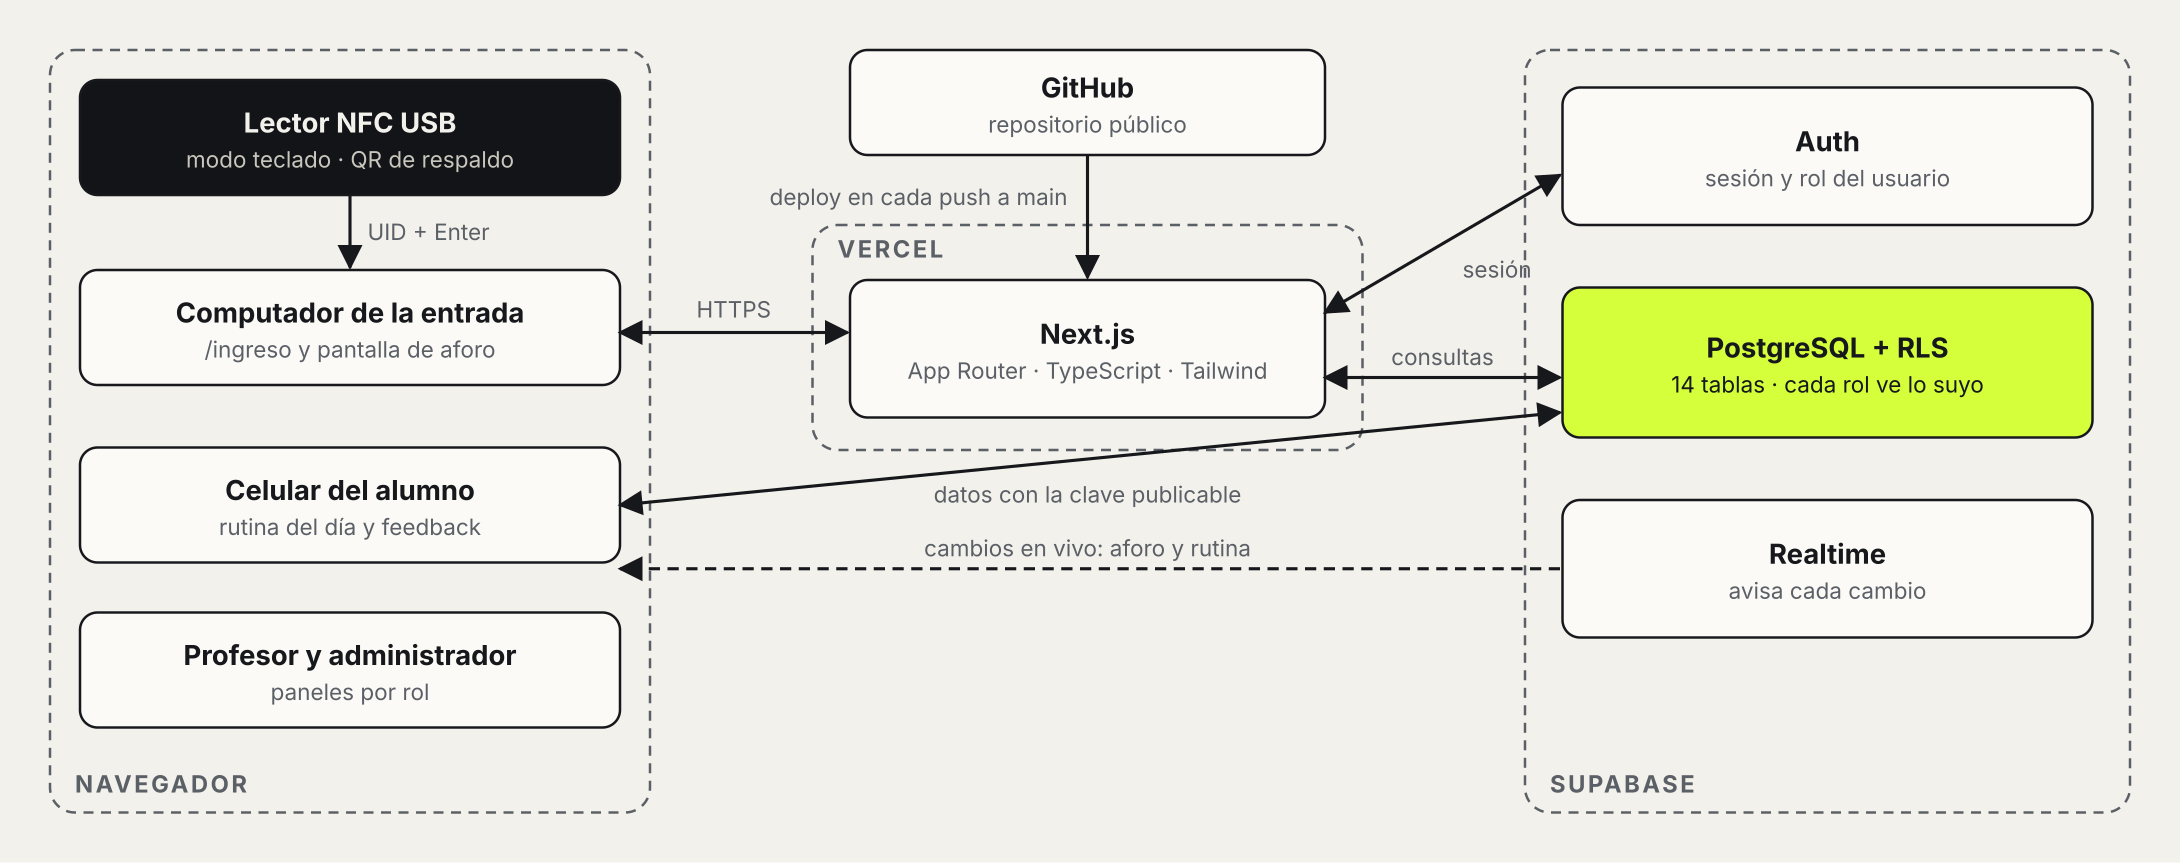 Lector NFC USB
modo teclado · QR de respaldo
UID + Enter
Computador de la entrada
/ingreso y pantalla de aforo
Celular del alumno
rutina del día y feedback
Profesor y administrador
paneles por rol
NAVEGADOR
GitHub
repositorio público
deploy en cada push a main
VERCEL
HTTPS
Next.js
App Router · TypeScript · Tailwind
sesión
consultas
datos con la clave publicable
cambios en vivo: aforo y rutina
Auth
sesión y rol del usuario
PostgreSQL + RLS
14 tablas · cada rol ve lo suyo
Realtime
avisa cada cambio
SUPABASE